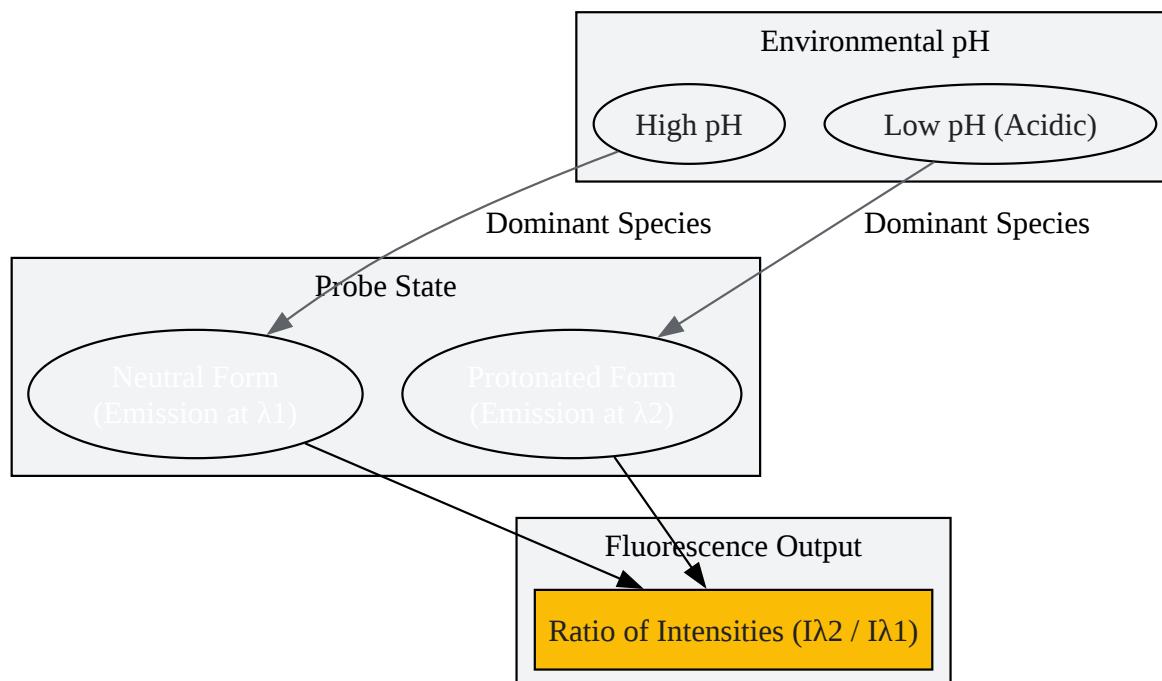 Environmental pH
High pH
Low pH (Acidic)
Dominant Species
Dominant Species
Probe State
Neutral Form
(Emission at λ1)
Protonated Form
(Emission at λ2)
Fluorescence Output
Ratio of Intensities (Iλ2 / Iλ1)